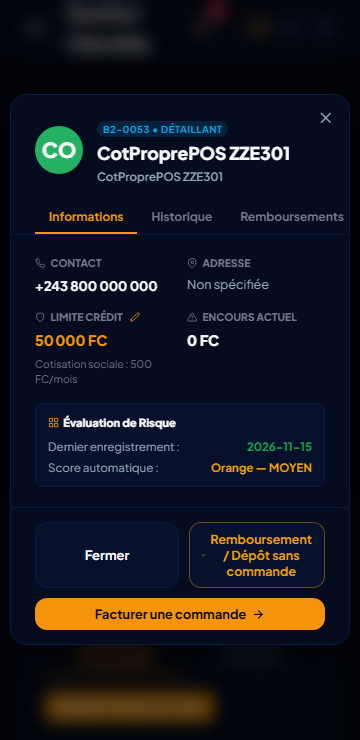 B2-0053 • DÉTAILLANT
CO
CotProprePOS ZZE301
CotProprePOS ZZE301
Informations Historique Remboursements
CONTACT ADRESSE
+243 800 000 000 Non spécifiée
LIMITE CRÉDIT ENCOURS ACTUEL
50 000 FC 0 FC
Cotisation sociale : 500
FC/mois
Évaluation de Risque
Dernier enregistrement : 2026-11-15
Score automatique : Orange — MOYEN
Fermer
Remboursement
/ Dépôt sans
commande
Facturer une commande →